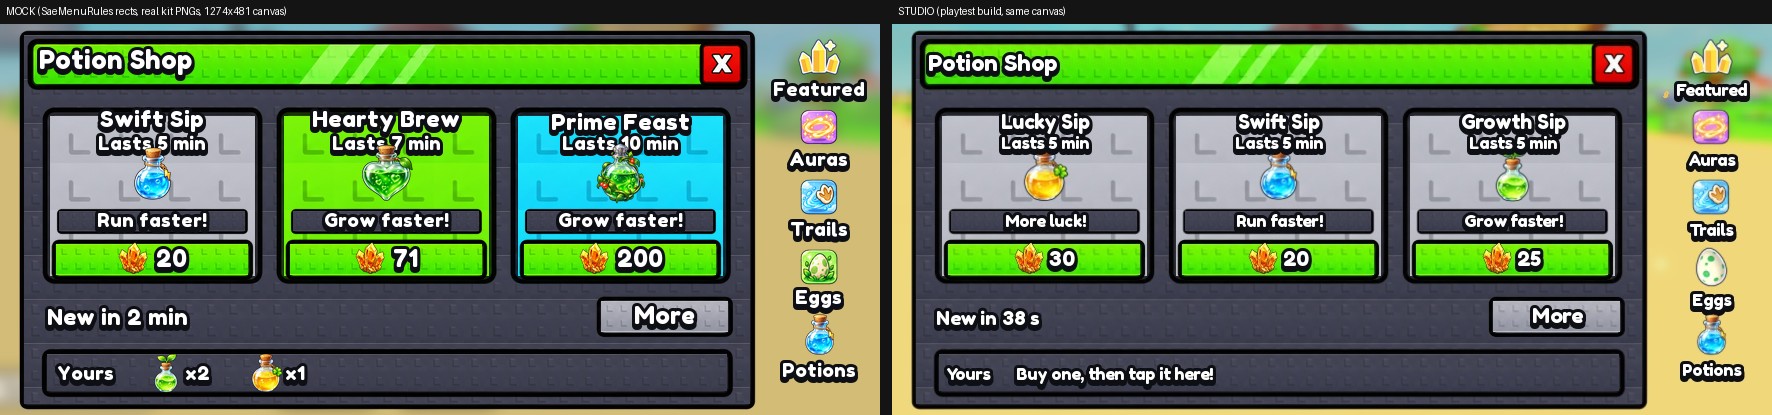 MOCK (SaeMenuRules rects, real kit PNGs, 1274x481 canvas)
Potion Shop
X
Swift Sip
Lasts 5 min
Run faster!
20
Hearty Brew
Lasts 7 min
Grow faster!
71
Prime Feast
Lasts 10 min
Grow faster!
200
New in 2 min
More
Yours
x2
x1
Featured
Auras
Trails
Eggs
Potions
STUDIO (playtest build, same canvas)
Potion Shop
X
Lucky Sip
Lasts 5 min
More luck!
30
Swift Sip
Lasts 5 min
Run faster!
20
Growth Sip
Lasts 5 min
Grow faster!
25
New in 38 s
More
Yours
Buy one, then tap it here!
Featured
Auras
Trails
Eggs
Potions